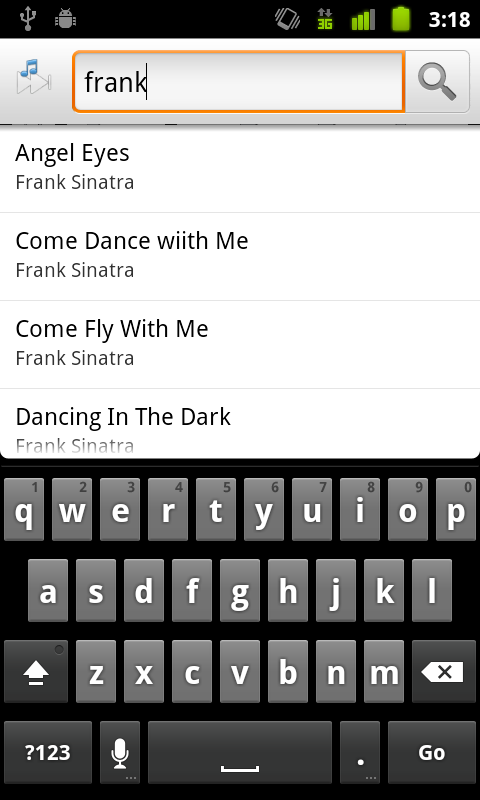 3G 3:18
frank
Angel Eyes
Frank Sinatra
Come Dance wiith Me
Frank Sinatra
Come Fly With Me
Frank Sinatra
Dancing In The Dark
Frank Sinatra
1 2 3 4 5 6 7 8 9 0
q w e r t y u i o p
a s d f g h j k l
z x c v b n m
?123 ... . ... Go